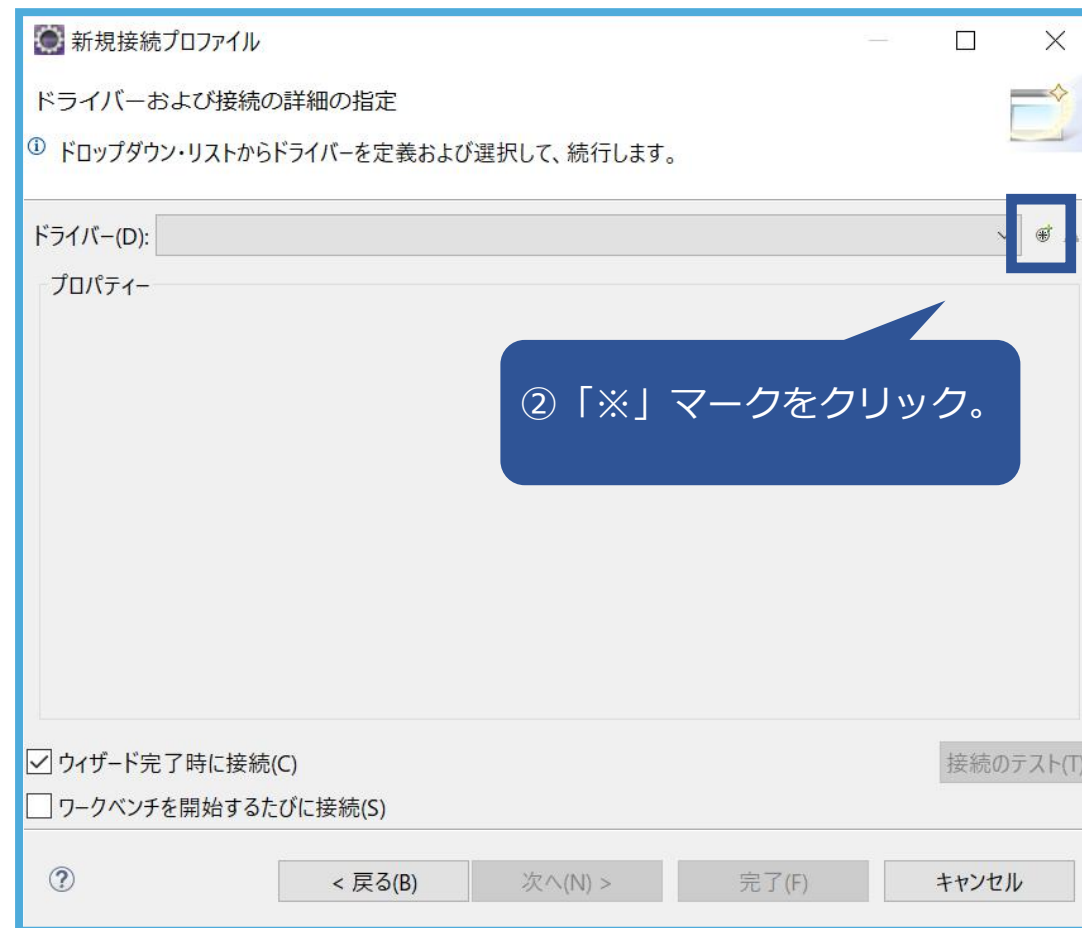 新規接続プロファイル
ドライバーおよび接続の詳細の指定
ドロップダウン・リストからドライバーを定義および選択して、続行します。
ドライバー(D):
プロパティー
②「※」マークをクリック。
ウィザード完了時に接続(C)
接続のテスト(T)
ワークベンチを開始するたびに接続(S)
< 戻る(B)
次へ(N) >
完了(F)
キャンセル